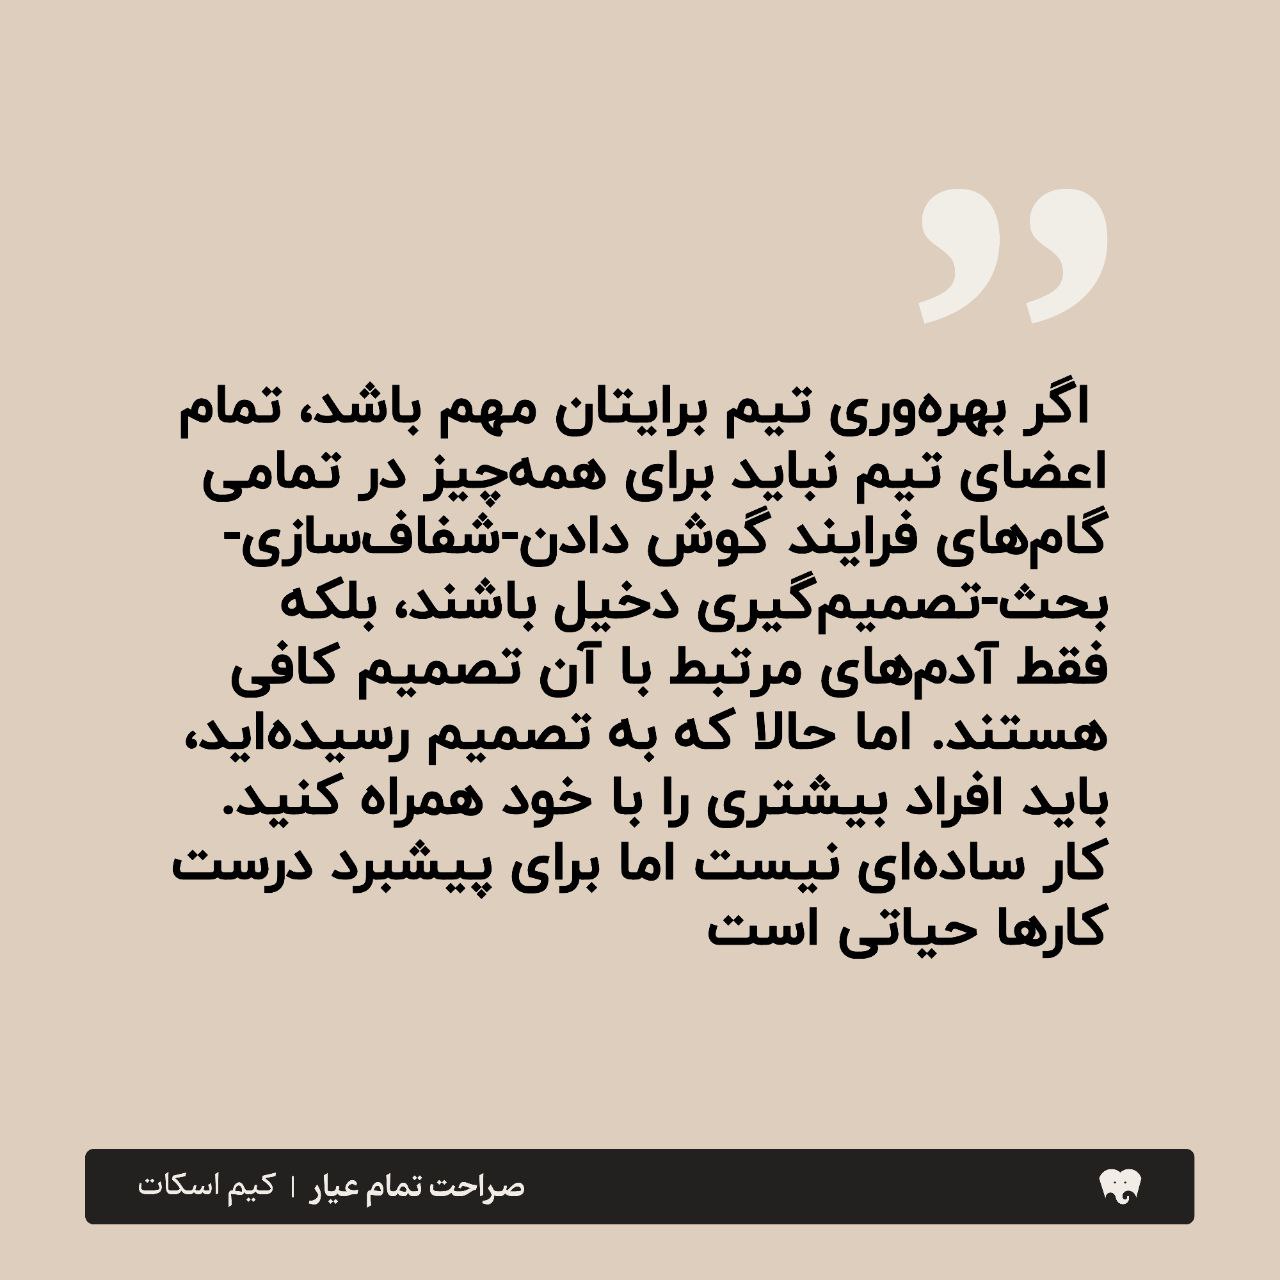 ”
اگر بهره‌وری تیم برایتان مهم باشد، تمام
اعضای تیم نباید برای همه‌چیز در تمامی
گام‌های فرایند گوش دادن-شفاف‌سازی-
بحث-تصمیم‌گیری دخیل باشند، بلکه
فقط آدم‌های مرتبط با آن تصمیم کافی
هستند. اما حالا که به تصمیم رسیده‌اید،
باید افراد بیشتری را با خود همراه کنید.
کار ساده‌ای نیست اما برای پیشبرد درست
کارها حیاتی است
صراحت تمام عیار | کیم اسکات